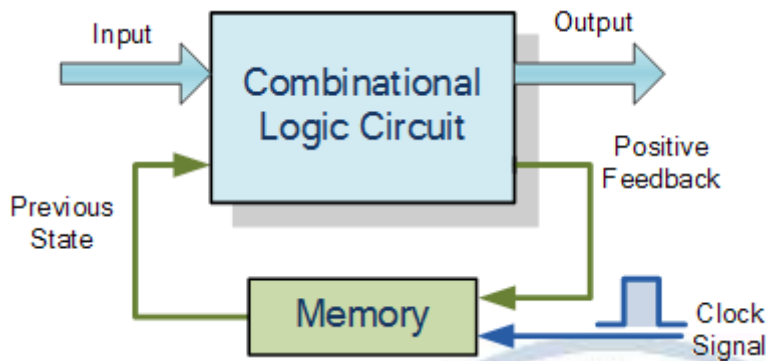 Input
Output
Combinational
Logic Circuit
Positive
Feedback
Previous
State
Memory
Clock
Signal